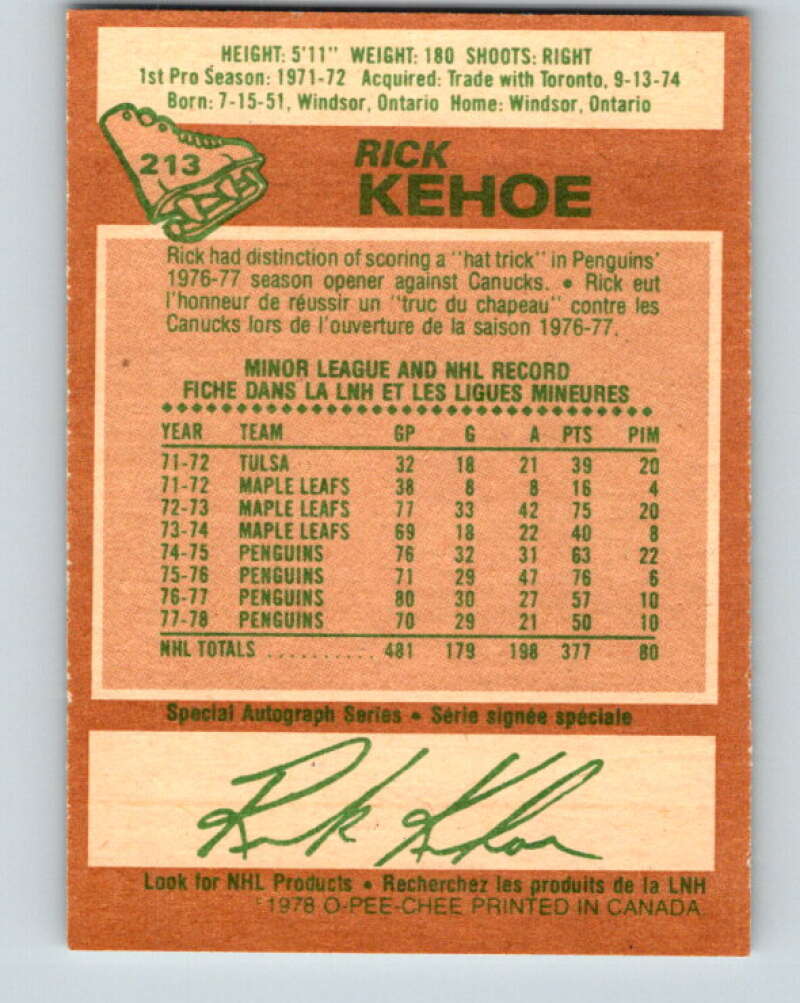 HEIGHT: 5'11" WEIGHT: 180 SHOOTS: RIGHT
1st Pro Season: 1971-72 Acquired: Trade with Toronto, 9-13-74
Born: 7-15-51, Windsor, Ontario Home: Windsor, Ontario
213
RICK
KEHOE
Rick had distinction of scoring a "hat trick" in Penguins'
1976-77 season opener against Canucks. • Rick eut
l'honneur de réussir un "truc du chapeau" contre les
Canucks lors de l'ouverture de la saison 1976-77.
MINOR LEAGUE AND NHL RECORD
FICHE DANS LA LNH ET LES LIGUES MINEURES
YEAR TEAM GP G A PTS PIM
71-72 TULSA 32 18 21 39 20
71-72 MAPLE LEAFS 38 8 8 16 4
72-73 MAPLE LEAFS 77 33 42 75 20
73-74 MAPLE LEAFS 69 18 22 40 8
74-75 PENGUINS 76 32 31 63 22
75-76 PENGUINS 71 29 47 76 6
76-77 PENGUINS 80 30 27 57 10
77-78 PENGUINS 70 29 21 50 10
NHL TOTALS .......... 481 179 198 377 80
Special Autograph Series • Série signée spéciale
Rick Kehoe
Look for NHL Products • Recherchez les produits de la LNH
©1978 O-PEE-CHEE PRINTED IN CANADA